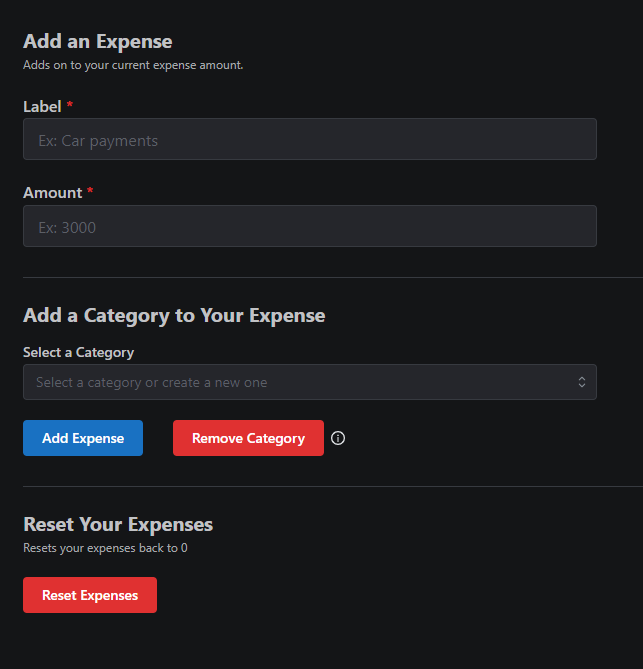 Add an Expense
Adds on to your current expense amount.
Label *
Ex: Car payments
Amount *
Ex: 3000
Add a Category to Your Expense
Select a Category
Select a category or create a new one
Add Expense
Remove Category
Reset Your Expenses
Resets your expenses back to 0
Reset Expenses